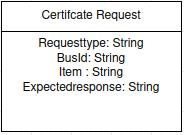 Certifcate Request
Requesttype: String
BusId: String
Item : String
Expectedresponse: String